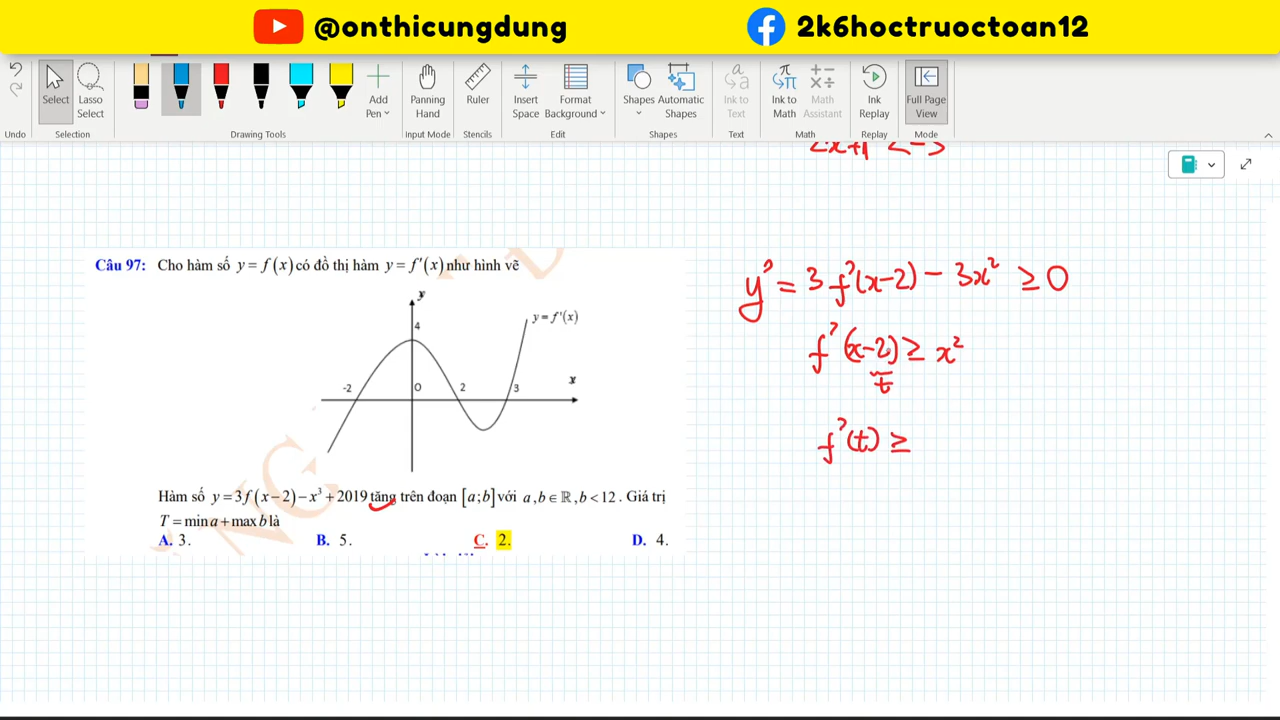 @onthicungdung
2k6hoctruoctoan12
Undo
Select
Lasso Select
Selection
Drawing Tools
Add Pen
Panning Hand
Input Mode
Ruler
Stencils
Insert Space
Format Background
Edit
Shapes
Automatic Shapes
Shapes
Ink to Text
Text
Ink to Math
Math Assistant
Math
Ink Replay
Replay
Full Page View
Mode
2x+1 < -3
Câu 97: Cho hàm số y = f(x) có đồ thị hàm y = f'(x) như hình vẽ
y
4
y = f'(x)
x
-2 O 2 3
Hàm số y = 3f(x-2) - x³ + 2019 tăng trên đoạn [a;b] với a, b ∈ ℝ, b < 12. Giá trị
T = min a + max b là
A. 3. B. 5. C. 2. D. 4.
y' = 3f'(x-2) - 3x² ≥ 0
f'(x-2) ≥ x²
t
f'(t) ≥